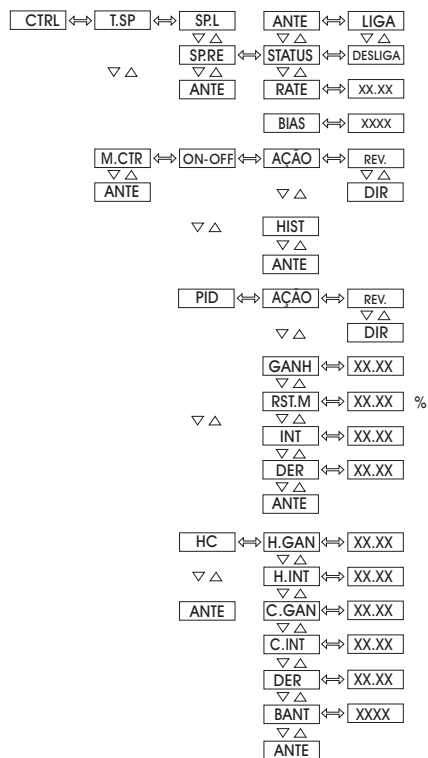 CTRL T.SP SP.L ANTE LIGA
SP.RE STATUS DESLIGA
ANTE RATE XX.XX
BIAS XXXX
M.CTR ON-OFF AÇÃO REV.
ANTE DIR
HIST
ANTE
PID AÇÃO REV.
DIR
GANH XX.XX
RST.M XX.XX %
INT XX.XX
DER XX.XX
ANTE
HC H.GAN XX.XX
H.INT XX.XX
ANTE C.GAN XX.XX
C.INT XX.XX
DER XX.XX
BANT XXXX
ANTE